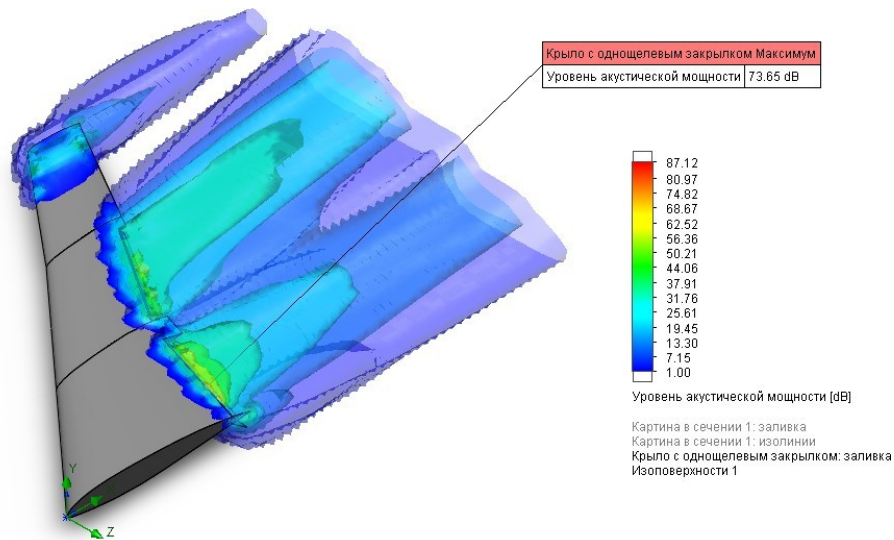 Крыло с однощелевым закрылком Максимум
Уровень акустической мощности 73.65 dB
87.12
80.97
74.82
68.67
62.52
56.36
50.21
44.06
37.91
31.76
25.61
19.45
13.30
7.15
1.00
Уровень акустической мощности [dB]
Картина в сечении 1: заливка
Картина в сечении 1: изолинии
Крыло с однощелевым закрылком: заливка
Изоповерхности 1
Y
Z